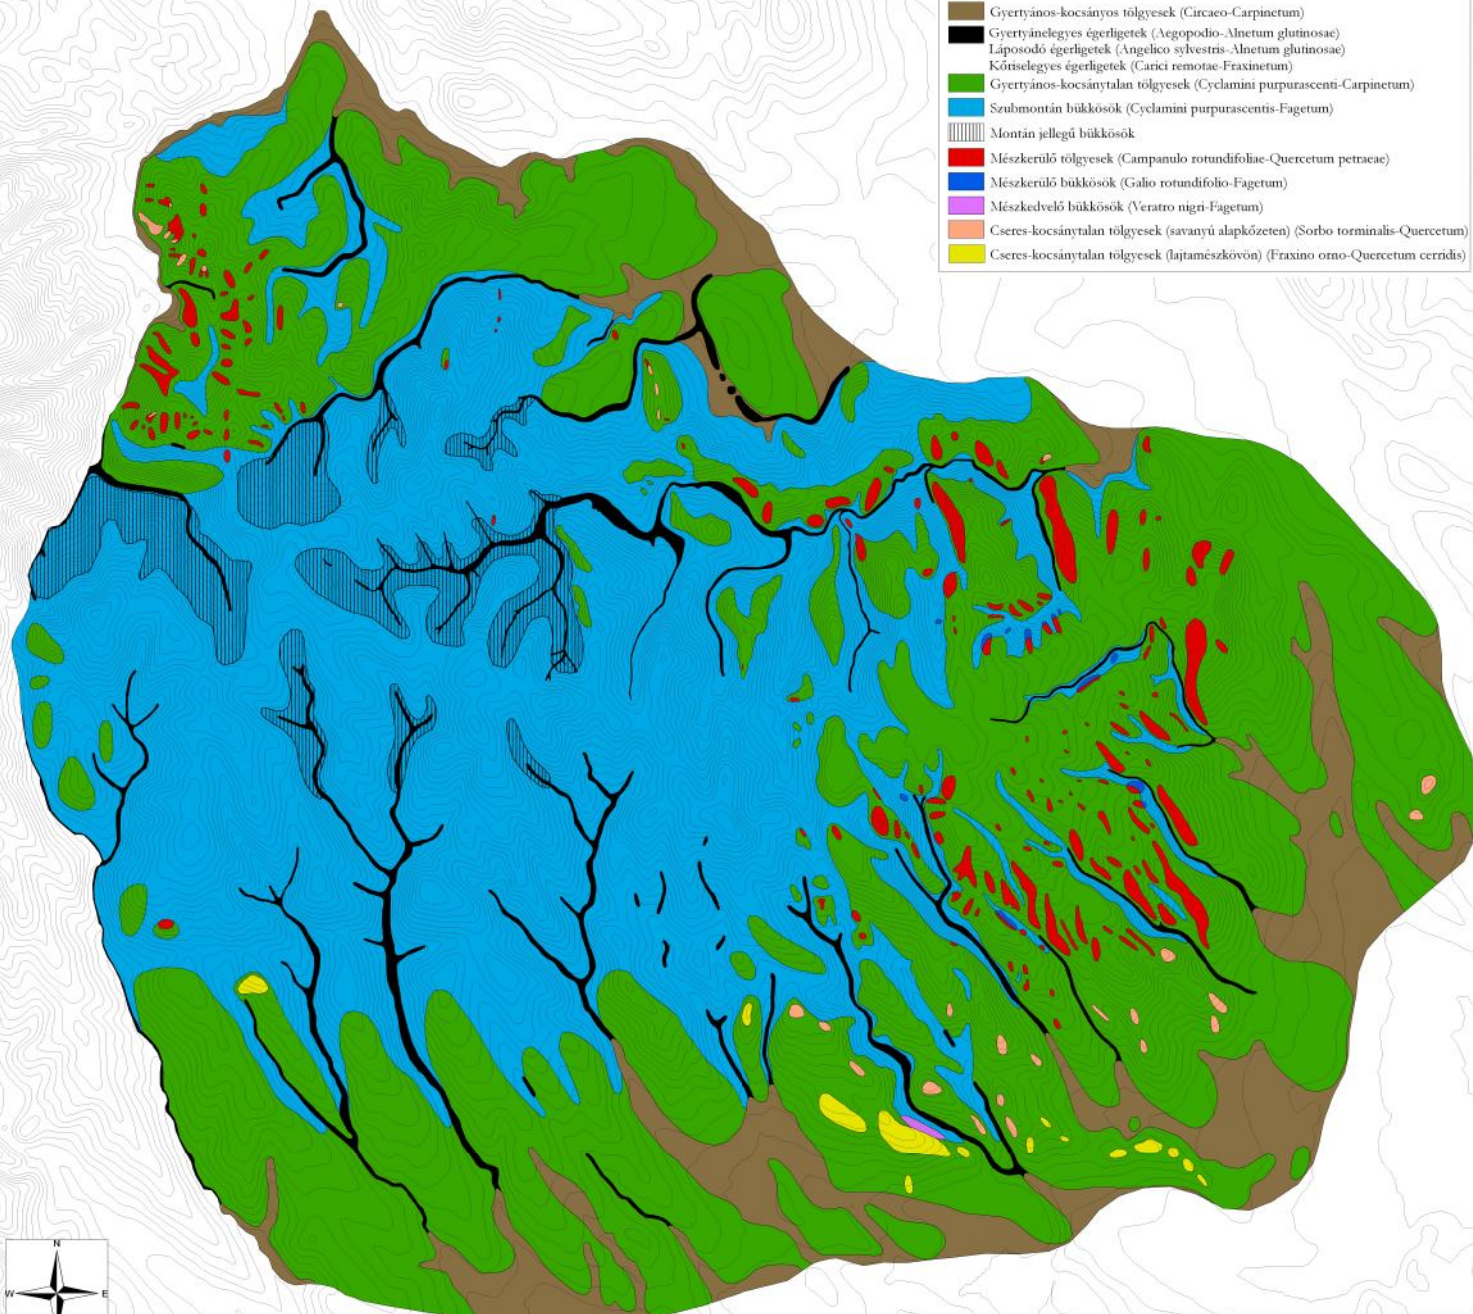 Gyertyános-kocsányos tölgyesek (Circaeo-Carpinetum)
Gyertyánelegyes égerligetek (Aegopodio-Alnetum glutinosae)
Láposodó égerligetek (Angelico sylvestris-Alnetum glutinosae)
Kőriselegyes égerligetek (Carici remotae-Fraxinetum)
Gyertyános-kocsánytalan tölgyesek (Cyclamini purpurascenti-Carpinetum)
Szubmontán bükkösök (Cyclamini purpurascentis-Fagetum)
Montán jellegű bükkösök
Mészkerülő tölgyesek (Campanulo rotundifoliae-Quercetum petraeae)
Mészkerülő bükkösök (Galio rotundifolio-Fagetum)
Mészkedvelő bükkösök (Veratro nigri-Fagetum)
Cseres-kocsánytalan tölgyesek (savanyú alapkőzeten) (Sorbo torminalis-Quercetum)
Cseres-kocsánytalan tölgyesek (lajtamészkövön) (Fraxino orno-Quercetum cerridis)
N
W E